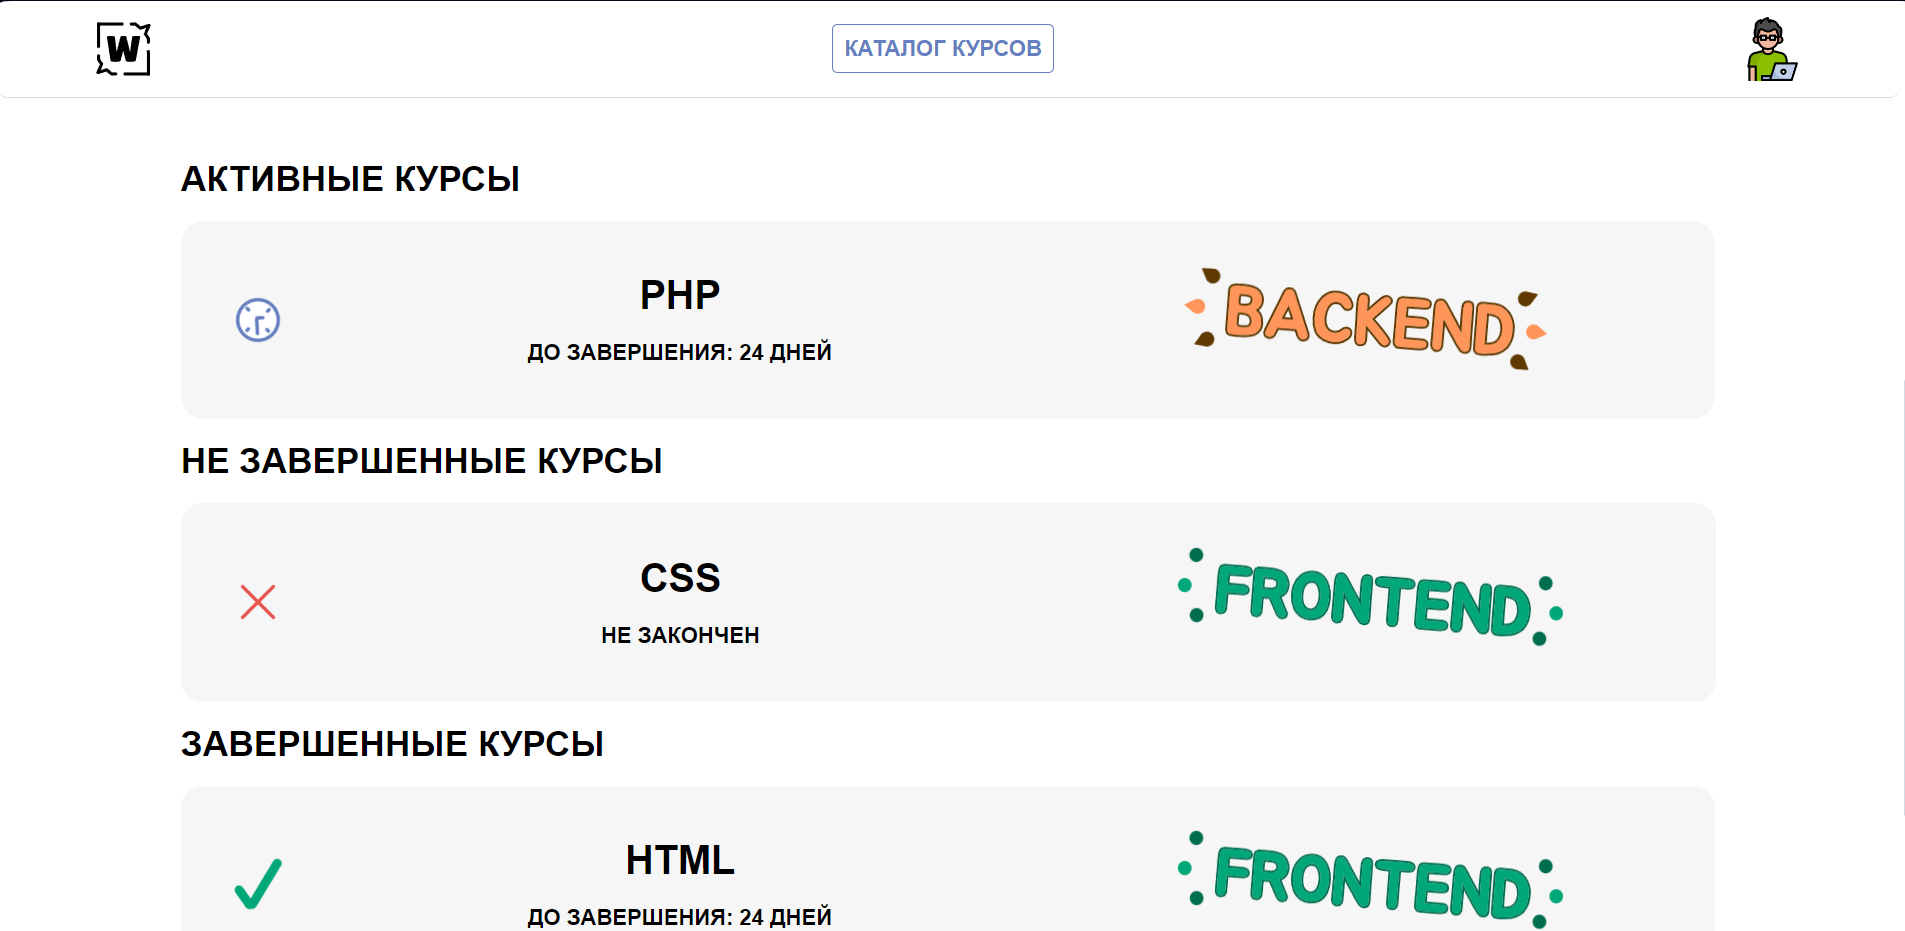 W
КАТАЛОГ КУРСОВ
АКТИВНЫЕ КУРСЫ
PHP
ДО ЗАВЕРШЕНИЯ: 24 ДНЕЙ
BACKEND
НЕ ЗАВЕРШЕННЫЕ КУРСЫ
CSS
НЕ ЗАКОНЧЕН
FRONTEND
ЗАВЕРШЕННЫЕ КУРСЫ
HTML
ДО ЗАВЕРШЕНИЯ: 24 ДНЕЙ
FRONTEND